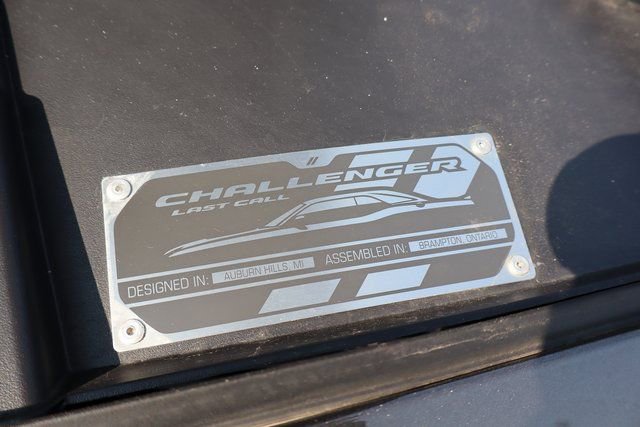 CHALLENGER
LAST CALL
DESIGNED IN: AUBURN HILLS, MI ASSEMBLED IN: BRAMPTON, ONTARIO